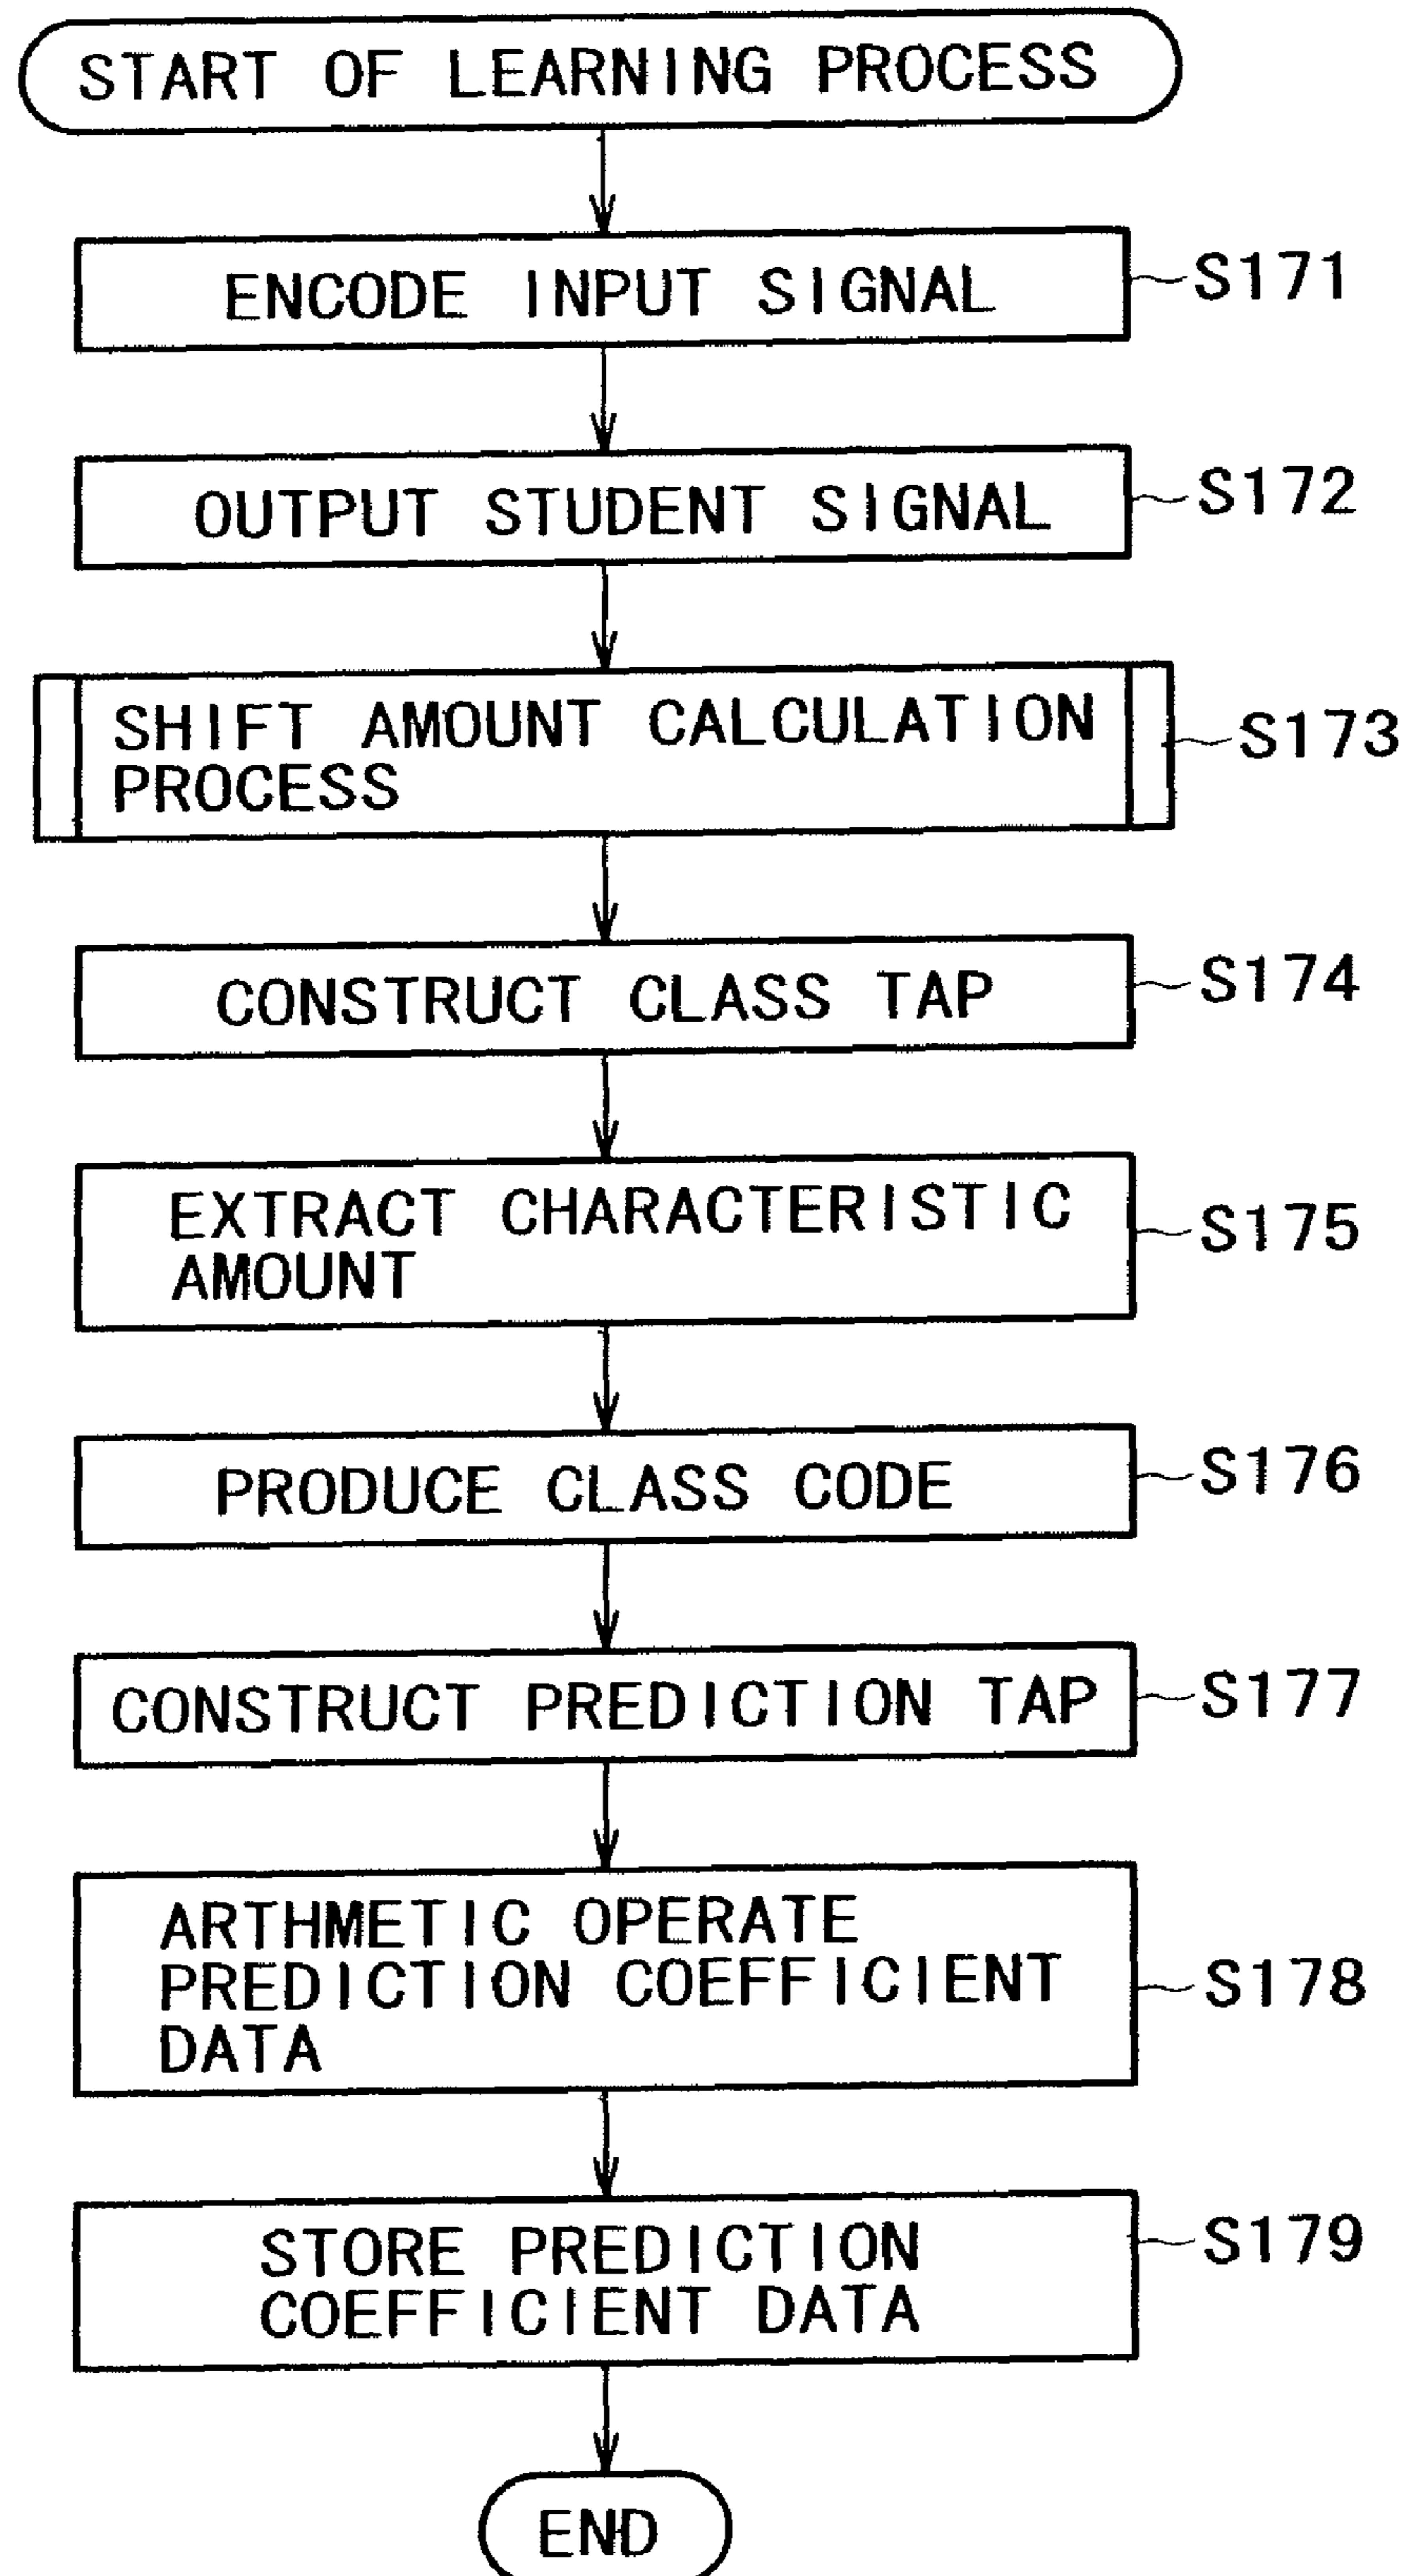 START OF LEARNING PROCESS
ENCODE INPUT SIGNAL
S171
OUTPUT STUDENT SIGNAL
S172
SHIFT AMOUNT CALCULATION
PROCESS
S173
CONSTRUCT CLASS TAP
S174
EXTRACT CHARACTERISTIC
AMOUNT
S175
PRODUCE CLASS CODE
S176
CONSTRUCT PREDICTION TAP
S177
ARTHMETIC OPERATE
PREDICTION COEFFICIENT
DATA
S178
STORE PREDICTION
COEFFICIENT DATA
S179
END